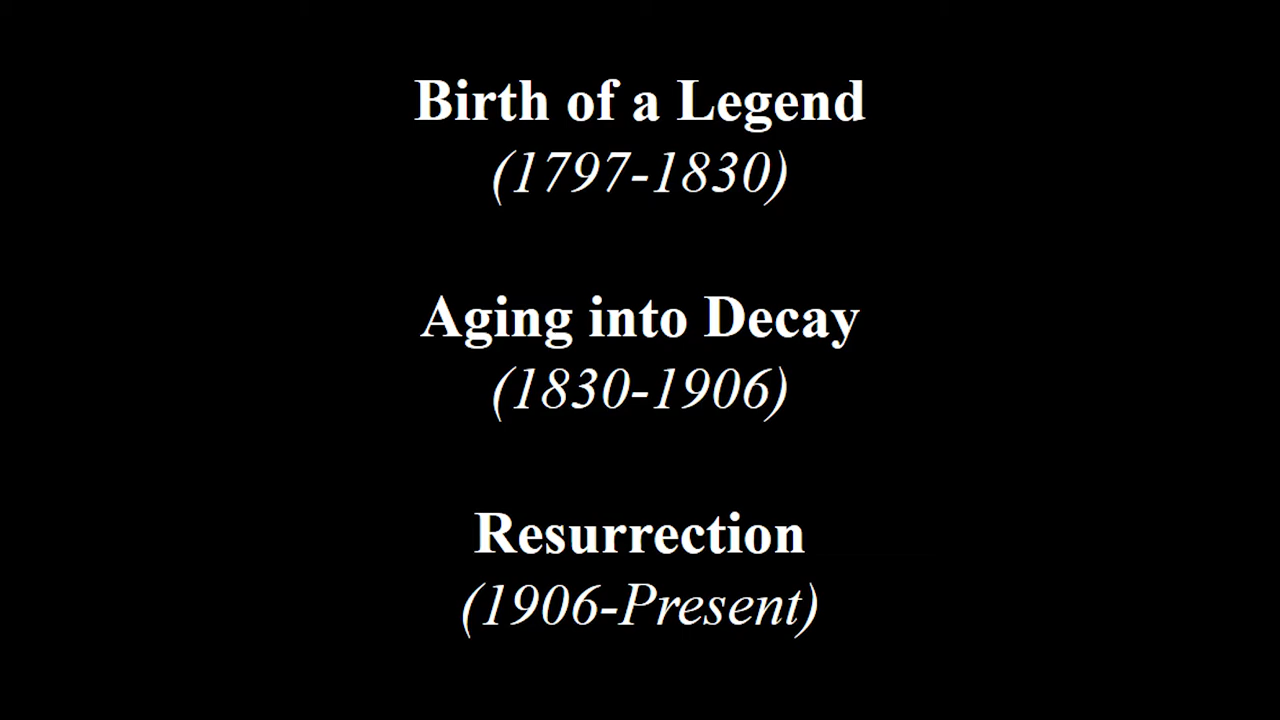 Birth of a Legend
(1797-1830)
Aging into Decay
(1830-1906)
Resurrection
(1906-Present)